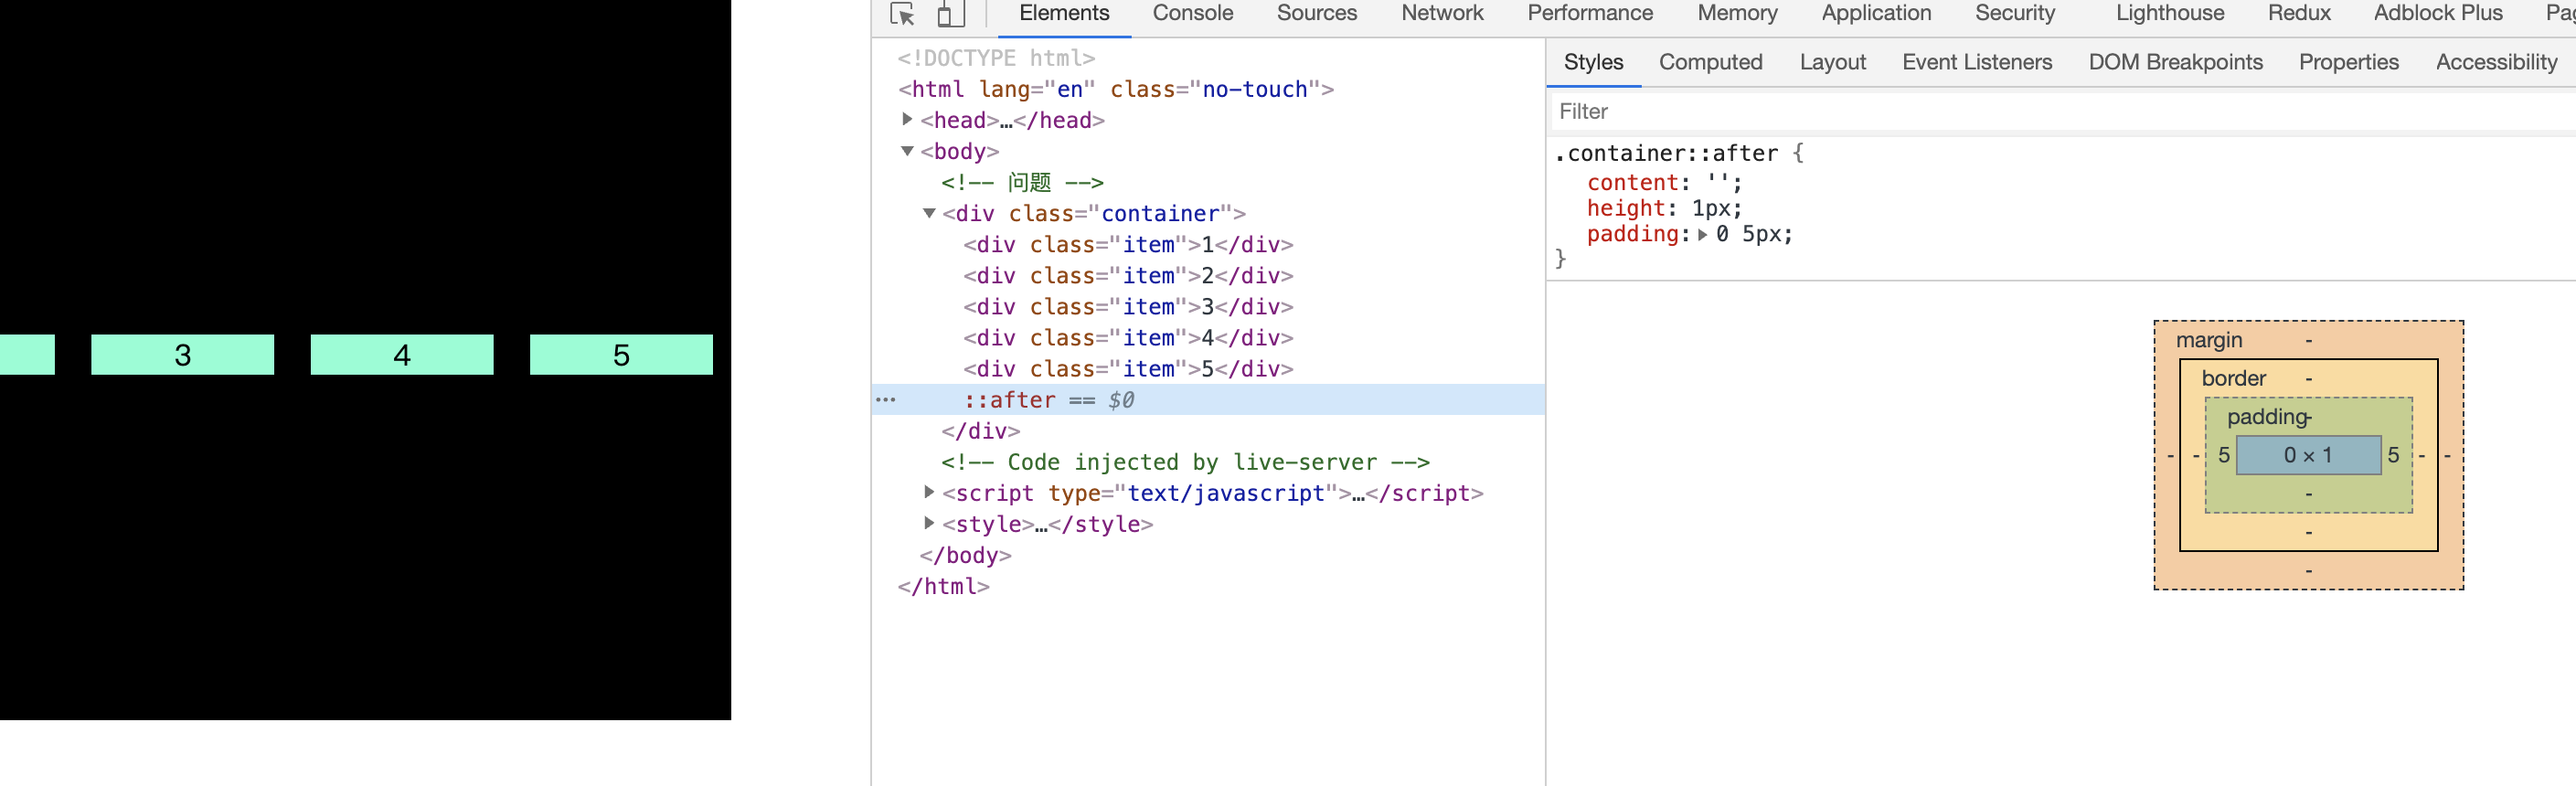 3 4 5
Elements Console Sources Network Performance Memory Application Security Lighthouse Redux Adblock Plus
<!DOCTYPE html>
<html lang="en" class="no-touch">
<head>…</head>
<body>
<!-- 问题 -->
<div class="container">
<div class="item">1</div>
<div class="item">2</div>
<div class="item">3</div>
<div class="item">4</div>
<div class="item">5</div>
::after == $0
</div>
<!-- Code injected by live-server -->
<script type="text/javascript">…</script>
<style>…</style>
</body>
</html>
Styles Computed Layout Event Listeners DOM Breakpoints Properties Accessibility
Filter
.container::after {
content: '';
height: 1px;
padding: 0 5px;
}
margin -
border -
padding-
- - 5 0 × 1 5 - -
-
-
-